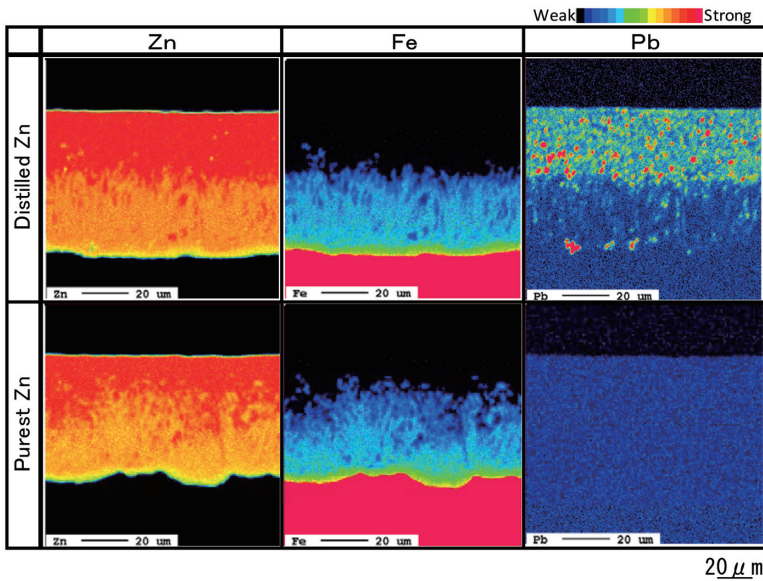 Weak Strong
Zn Fe Pb
Distilled Zn
Zn 20 um Fe 20 um Pb 20 um
Purest Zn
Zn 20 um Fe 20 um Pb 20 um
20μm